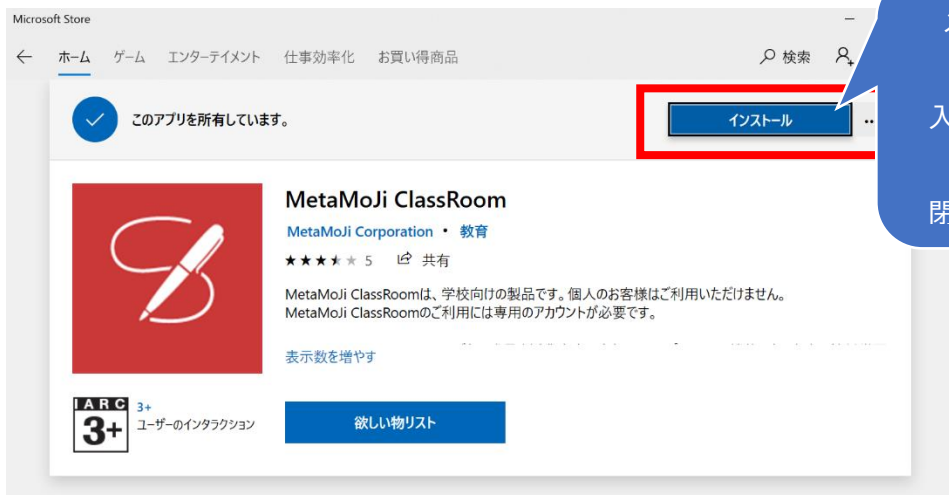 Microsoft Store
ホーム ゲーム エンターテイメント 仕事効率化 お買い得商品 検索
このアプリを所有しています。
インストール
入
閉
MetaMoJi ClassRoom
MetaMoJi Corporation • 教育
5 共有
MetaMoJi ClassRoomは、学校向けの製品です。個人のお客様はご利用いただけません。
MetaMoJi ClassRoomのご利用には専用のアカウントが必要です。
表示数を増やす
IARC
3+
3+
ユーザーのインタラクション
欲しい物リスト